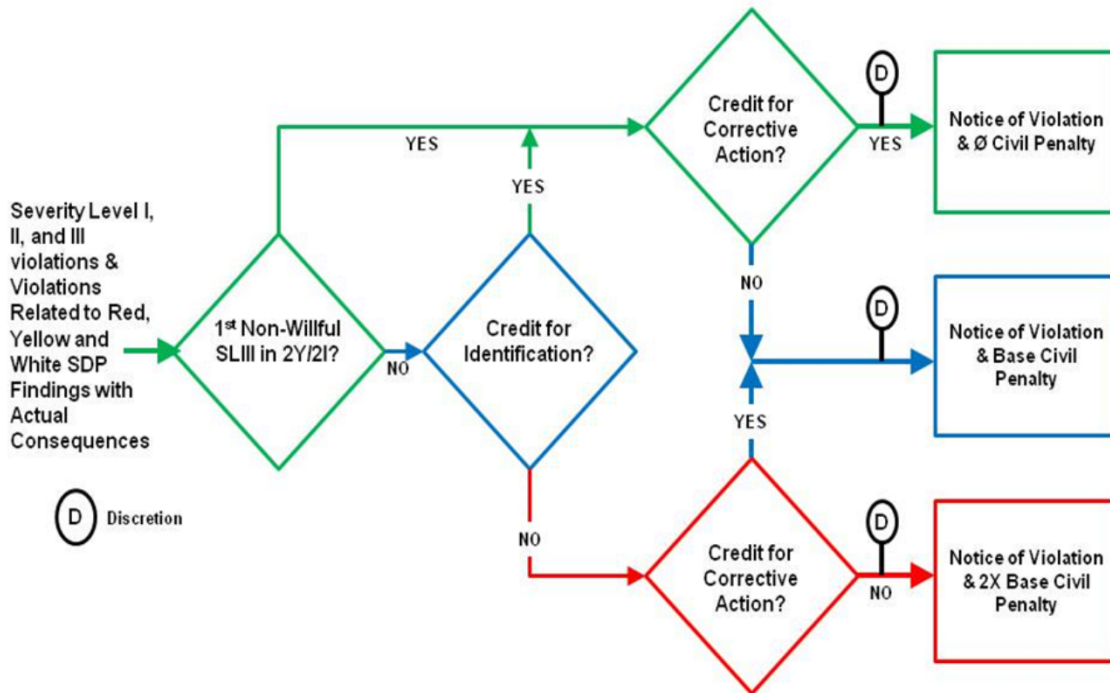 Severity Level I,
II, and III
violations &
Violations
Related to Red,
Yellow and
White SDP
Findings with
Actual
Consequences
D Discretion
1st Non-Willful
SLIII in 2Y/2I?
YES
NO
Credit for
Identification?
YES
NO
Credit for
Corrective
Action?
D
YES
NO
Notice of Violation
& Ø Civil Penalty
D
Notice of Violation
& Base Civil
Penalty
YES
Credit for
Corrective
Action?
D
NO
Notice of Violation
& 2X Base Civil
Penalty